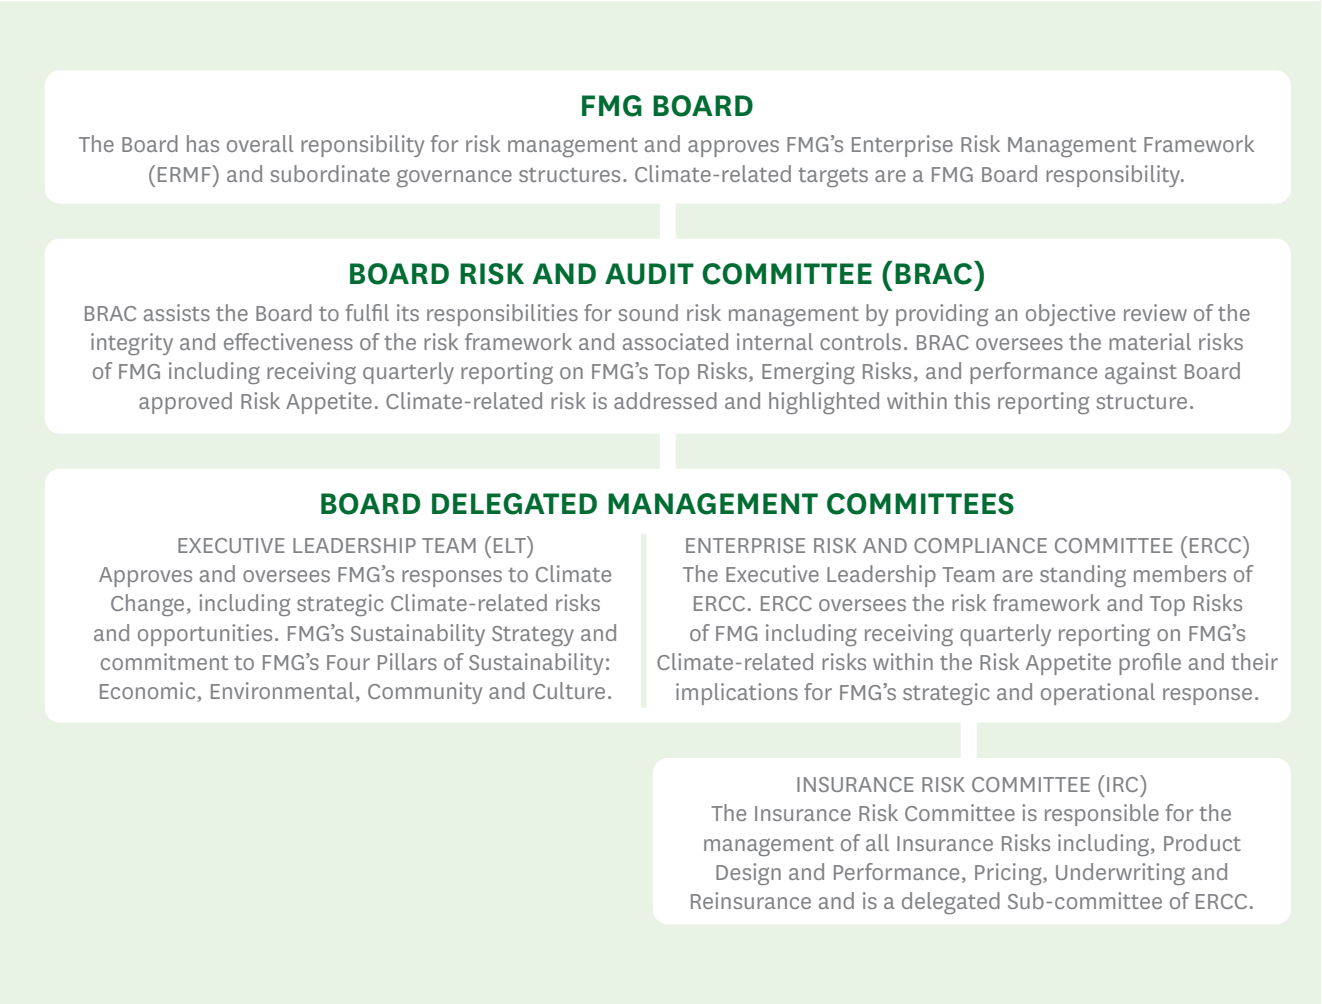 FMG BOARD
The Board has overall reponsibility for risk management and approves FMG’s Enterprise Risk Management Framework
(ERMF) and subordinate governance structures. Climate-related targets are a FMG Board responsibility.
BOARD RISK AND AUDIT COMMITTEE (BRAC)
BRAC assists the Board to fulfil its responsibilities for sound risk management by providing an objective review of the
integrity and effectiveness of the risk framework and associated internal controls. BRAC oversees the material risks
of FMG including receiving quarterly reporting on FMG’s Top Risks, Emerging Risks, and performance against Board
approved Risk Appetite. Climate-related risk is addressed and highlighted within this reporting structure.
BOARD DELEGATED MANAGEMENT COMMITTEES
EXECUTIVE LEADERSHIP TEAM (ELT)
Approves and oversees FMG’s responses to Climate
Change, including strategic Climate-related risks
and opportunities. FMG’s Sustainability Strategy and
commitment to FMG’s Four Pillars of Sustainability:
Economic, Environmental, Community and Culture.
ENTERPRISE RISK AND COMPLIANCE COMMITTEE (ERCC)
The Executive Leadership Team are standing members of
ERCC. ERCC oversees the risk framework and Top Risks
of FMG including receiving quarterly reporting on FMG’s
Climate-related risks within the Risk Appetite profile and their
implications for FMG’s strategic and operational response.
INSURANCE RISK COMMITTEE (IRC)
The Insurance Risk Committee is responsible for the
management of all Insurance Risks including, Product
Design and Performance, Pricing, Underwriting and
Reinsurance and is a delegated Sub-committee of ERCC.